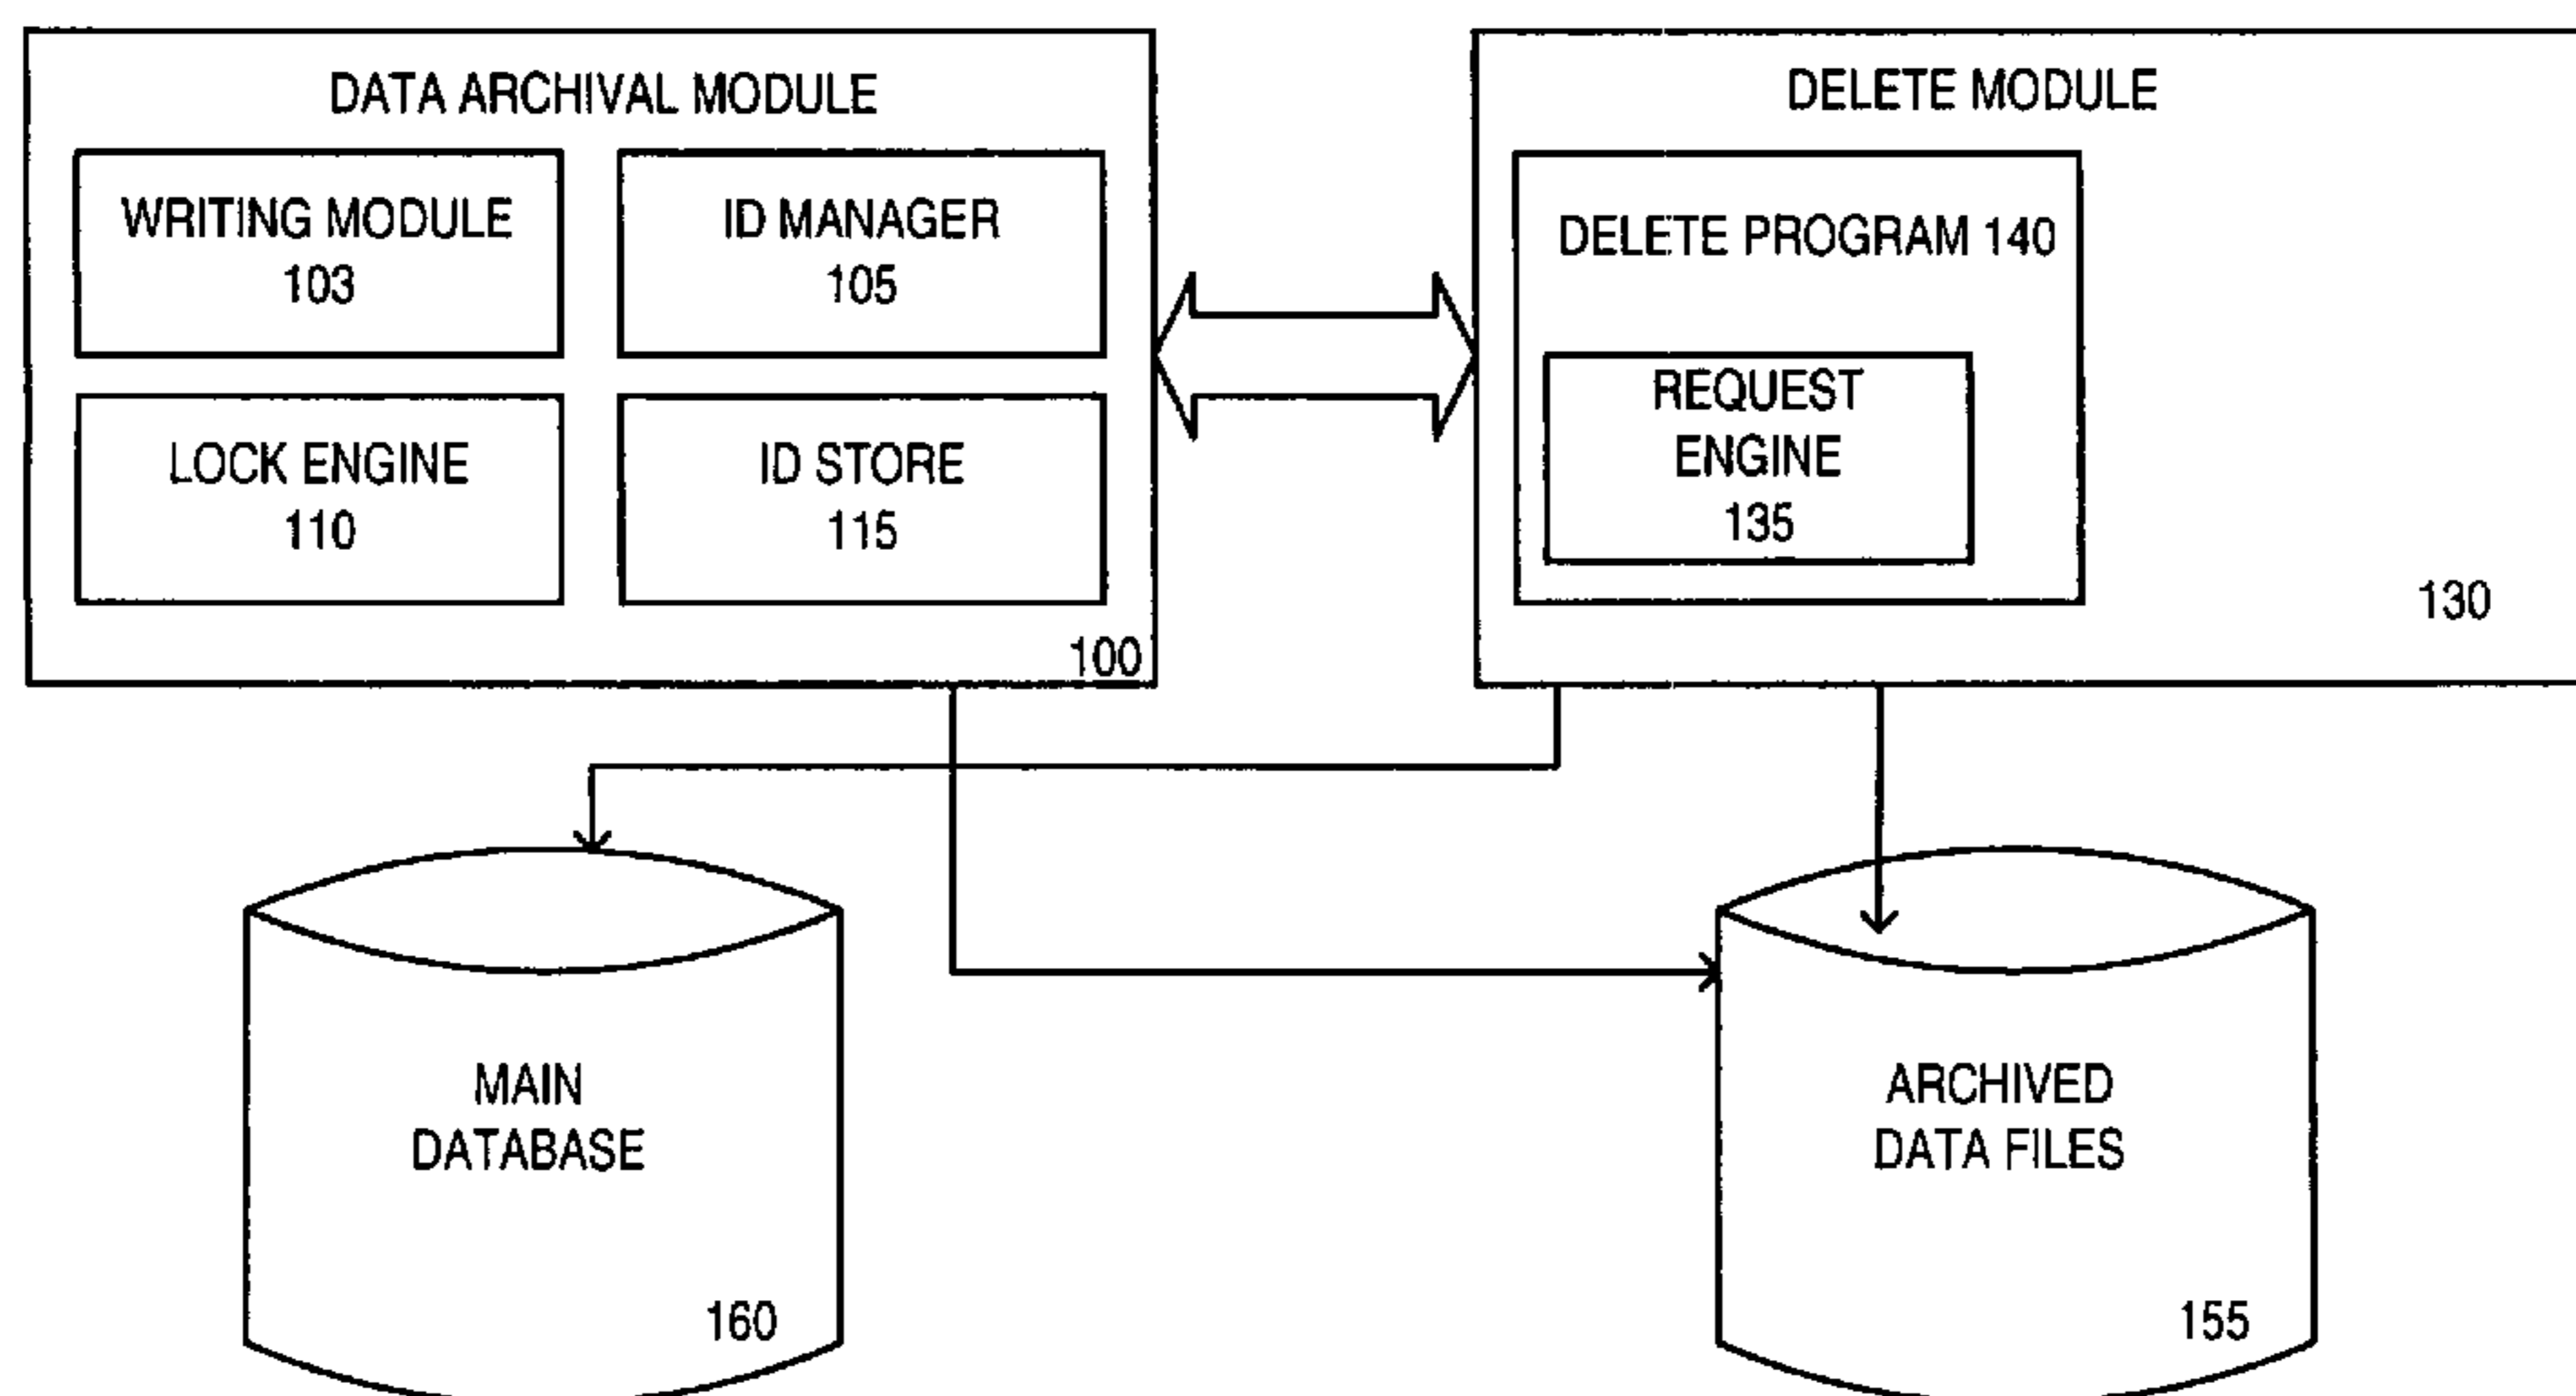 DATA ARCHIVAL MODULE
WRITING MODULE
103
ID MANAGER
105
LOCK ENGINE
110
ID STORE
115
100
DELETE MODULE
DELETE PROGRAM 140
REQUEST
ENGINE
135
130
MAIN
DATABASE
160
ARCHIVED
DATA FILES
155